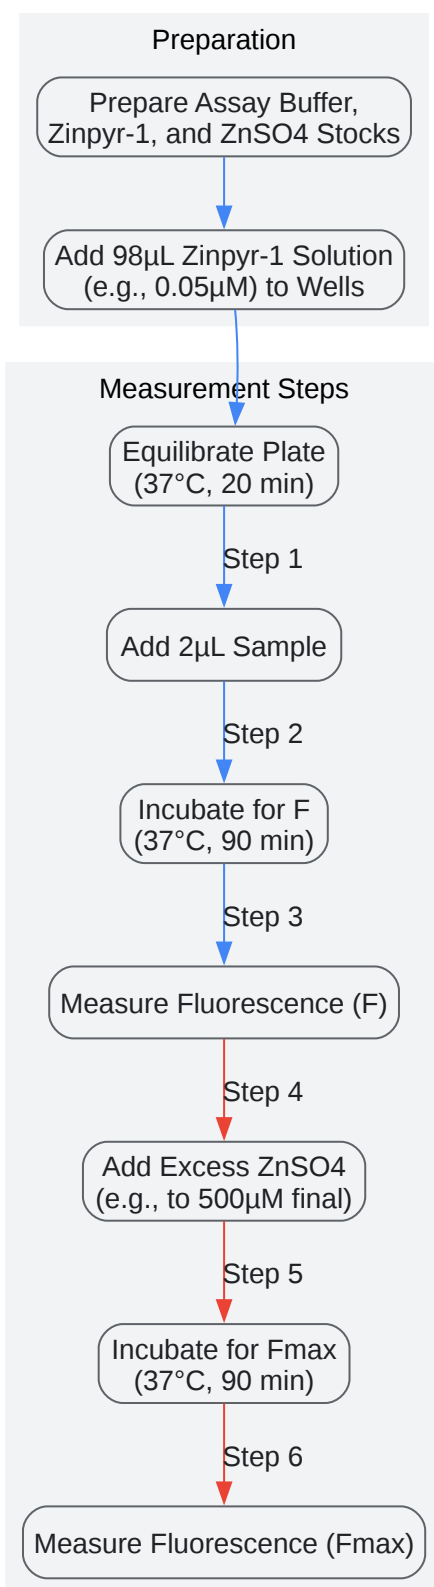 Preparation
Prepare Assay Buffer,
Zinpyr-1, and ZnSO4 Stocks
Add 98µL Zinpyr-1 Solution
(e.g., 0.05µM) to Wells
Measurement Steps
Equilibrate Plate
(37°C, 20 min)
Step 1
Add 2µL Sample
Step 2
Incubate for F
(37°C, 90 min)
Step 3
Measure Fluorescence (F)
Step 4
Add Excess ZnSO4
(e.g., to 500µM final)
Step 5
Incubate for Fmax
(37°C, 90 min)
Step 6
Measure Fluorescence (Fmax)